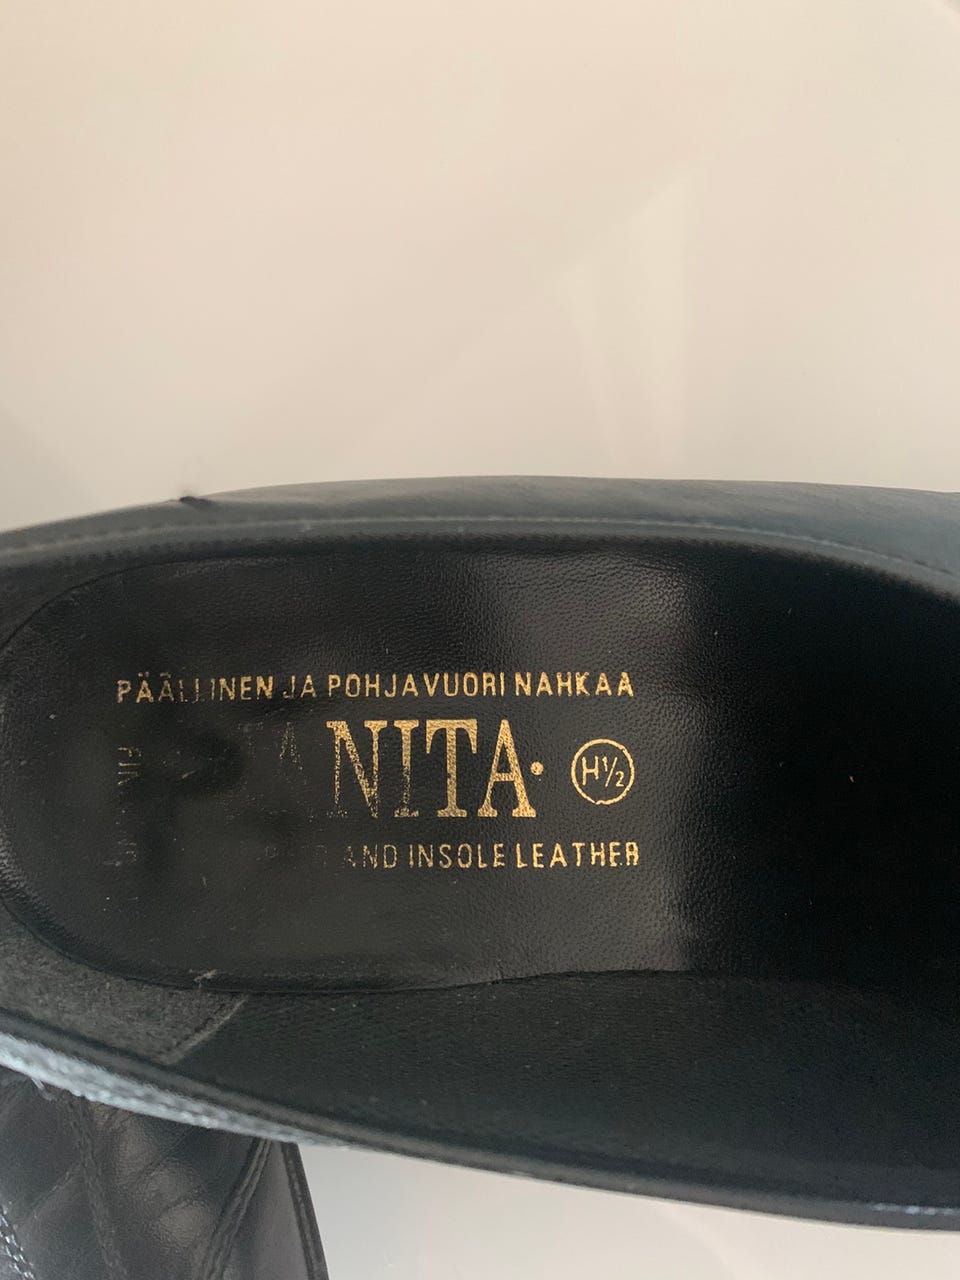 PÄÄLLINEN JA POHJAVUORI NAHKAA
NITA
H½
AND INSOLE LEATHER